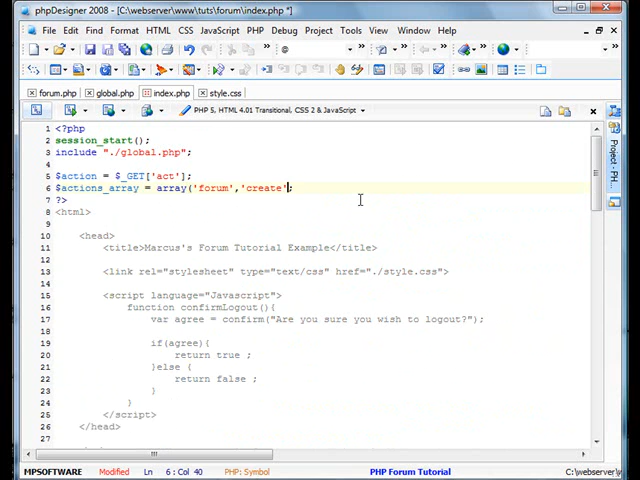 phpDesigner 2008 - [C:\webserver\www\tuts\forum\index.php *]
File Edit Search Find Format HTML CSS JavaScript PHP Debug Project Tools View Window Help
forum.php global.php index.php style.css
PHP 5, HTML 4.01 Transitional, CSS 2 & JavaScript
1 <?php
2 session_start();
3 include "./global.php";
4
5 $action = $_GET['act'];
6 $actions_array = array('forum','create';
7 ?>
8 <html>
9
10 <head>
11 <title>Marcus's Forum Tutorial Example</title>
12
13 <link rel="stylesheet" type="text/css" href="./style.css">
14
15 <script language="Javascript">
16 function confirmLogout(){
17 var agree = confirm("Are you sure you wish to logout?");
18
19 if(agree){
20 return true ;
21 }else {
22 return false ;
23 }
24 }
25 </script>
26 </head>
27
Project - PH
MPSOFTWARE Modified Ln 6 : Col 40 PHP: Symbol PHP Forum Tutorial C:\webserver\w